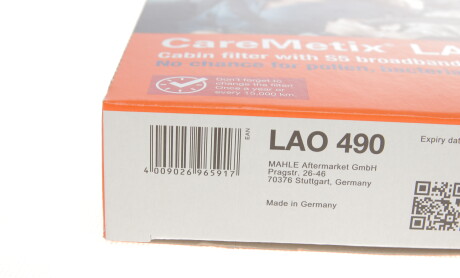 CareMetix® LA
Cabin filter with S5 broadband
No chance for pollen,
Don't forget to
change the filter!
Once a year or
every 15,000 km
EAN
4 009026 965917
LAO 490
MAHLE Aftermarket GmbH
Pragstr. 26-46
70376 Stuttgart, Germany
Made in Germany
Expiry dat